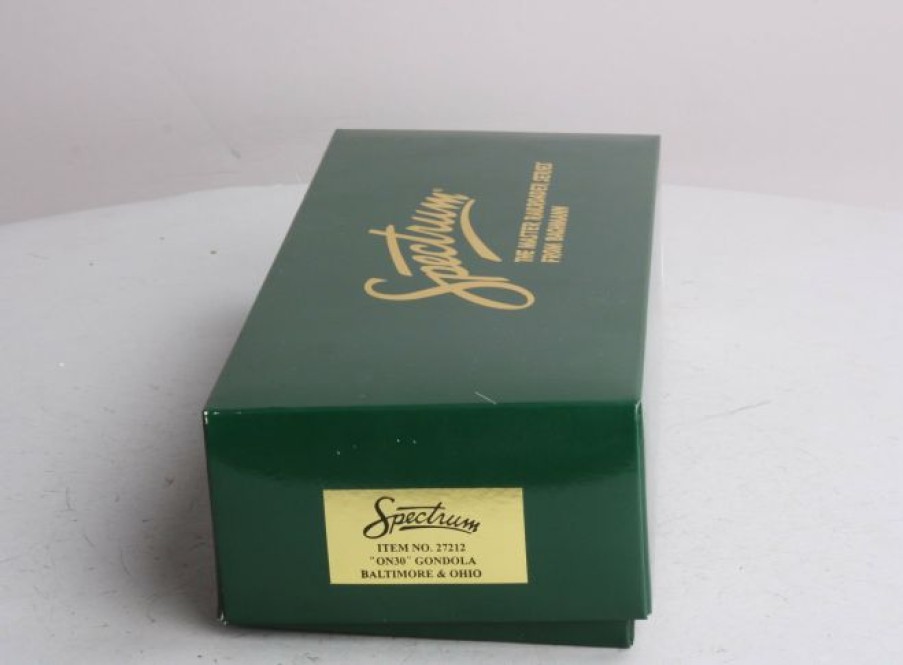 Spectrum
THE MASTER RAILROADER SERIES
FROM BACHMANN
Spectrum
ITEM NO. 27212
"ON30" GONDOLA
BALTIMORE & OHIO